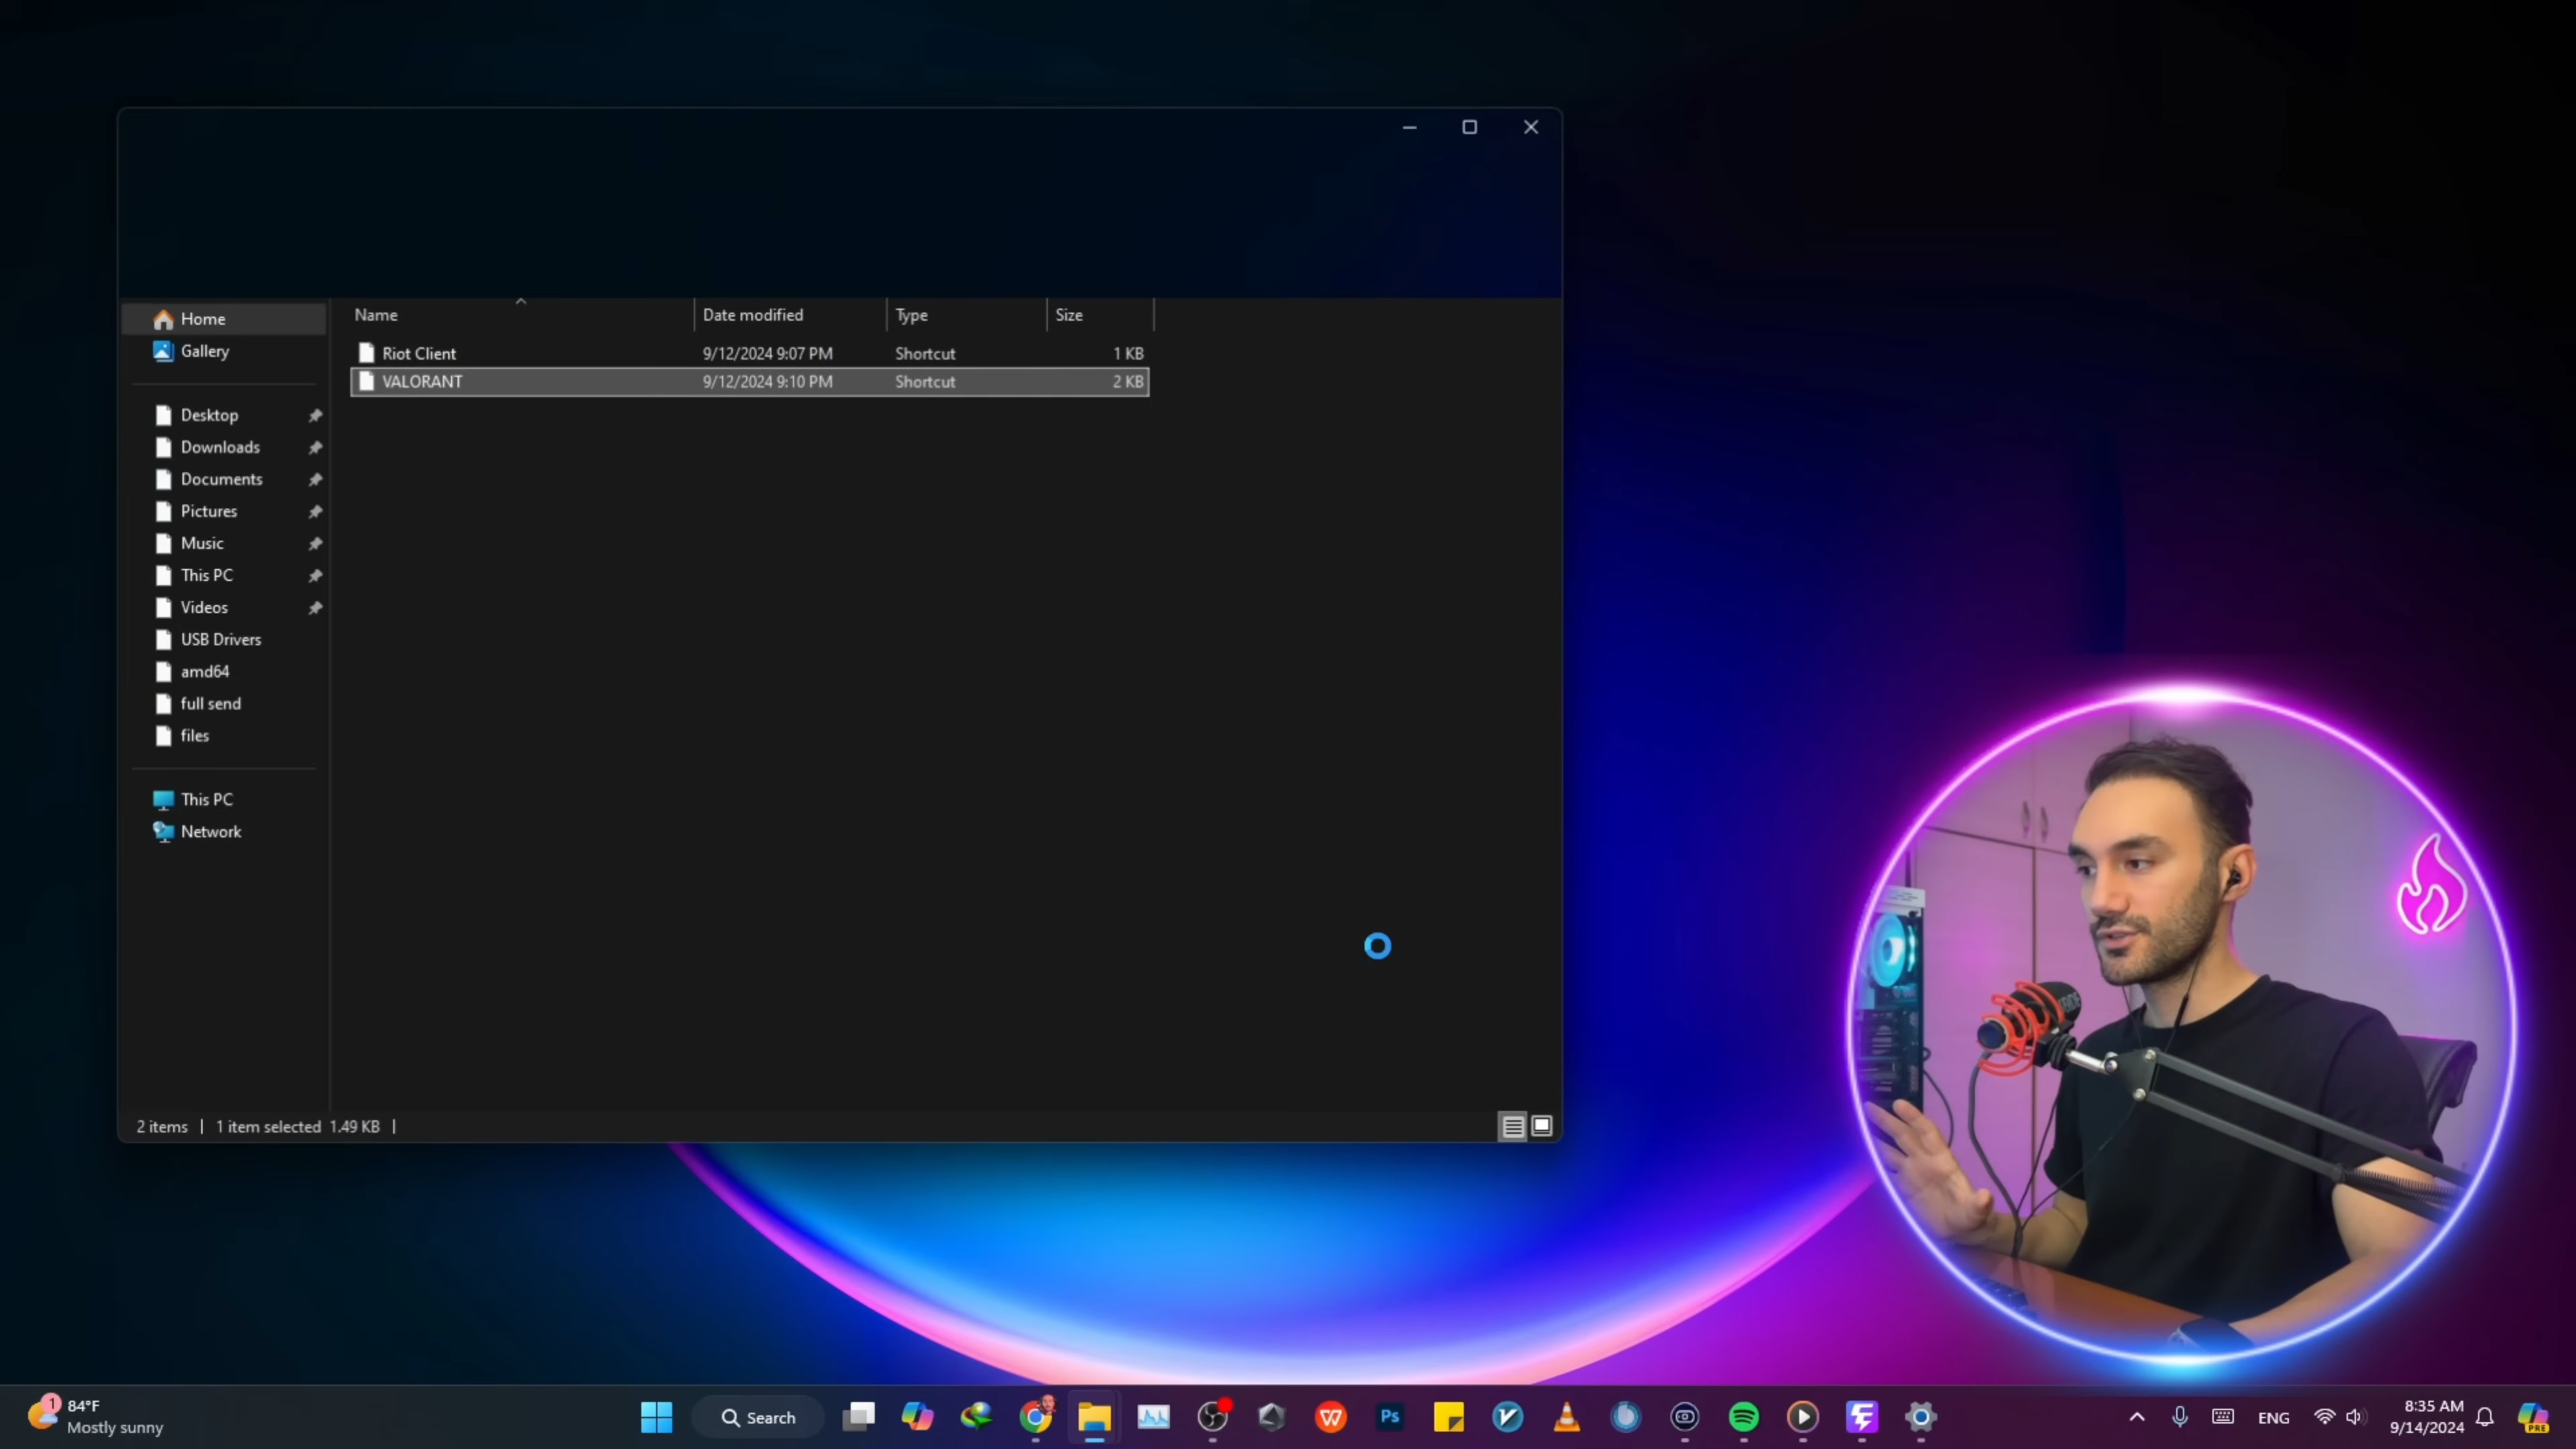 Home
Gallery
Desktop
Downloads
Documents
Pictures
Music
This PC
Videos
USB Drivers
amd64
full send
files
This PC
Network
Name Date modified Type Size
Riot Client 9/12/2024 9:07 PM Shortcut 1 KB
VALORANT 9/12/2024 9:10 PM Shortcut 2 KB
2 items | 1 item selected 1.49 KB |
1
84°F
Mostly sunny
Search
W
Ps
V
PRE
ENG
8:35 AM
9/14/2024